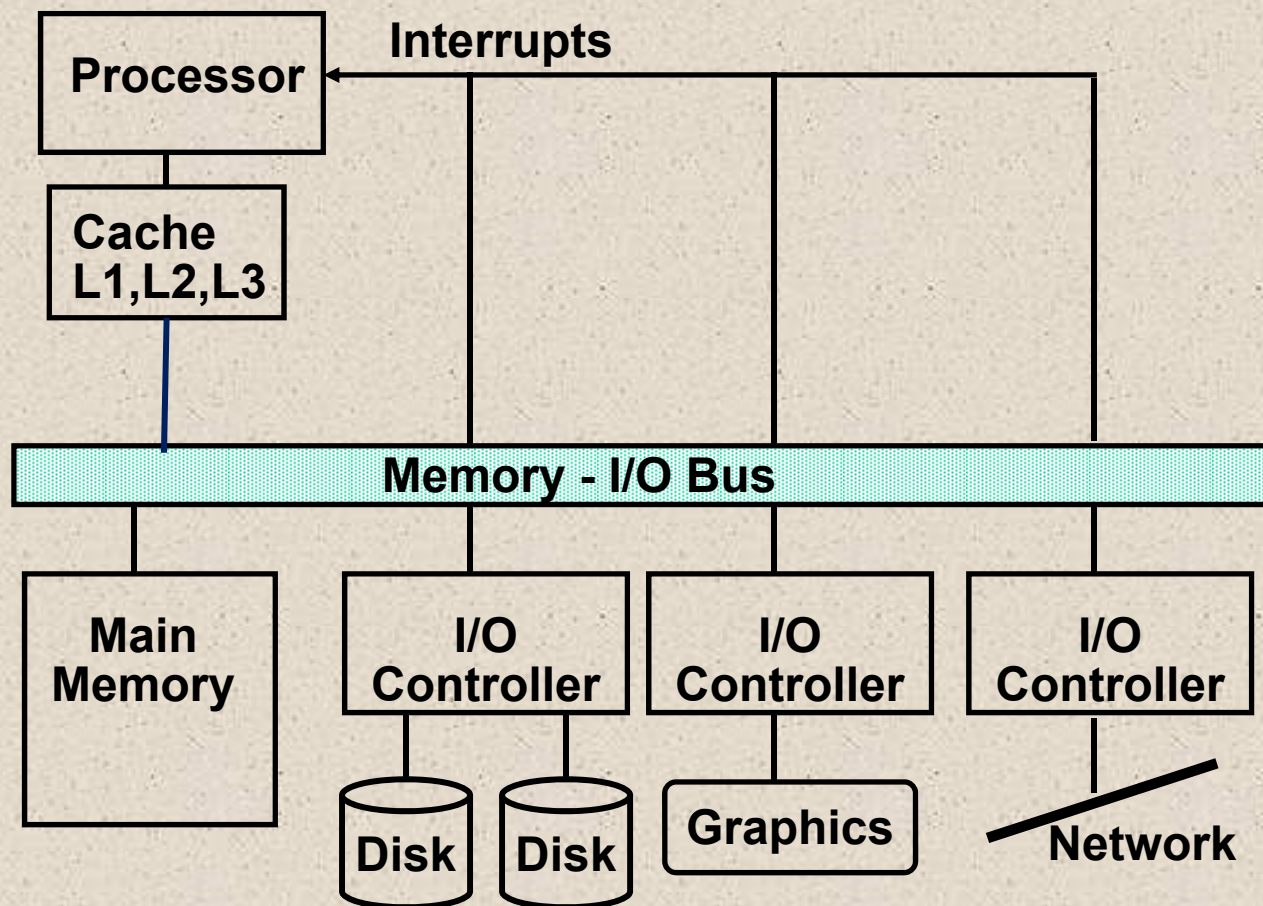 Interrupts
Processor
Cache
L1,L2,L3
Memory - I/O Bus
Main
Memory
I/O
Controller
I/O
Controller
I/O
Controller
Disk
Disk
Graphics
Network